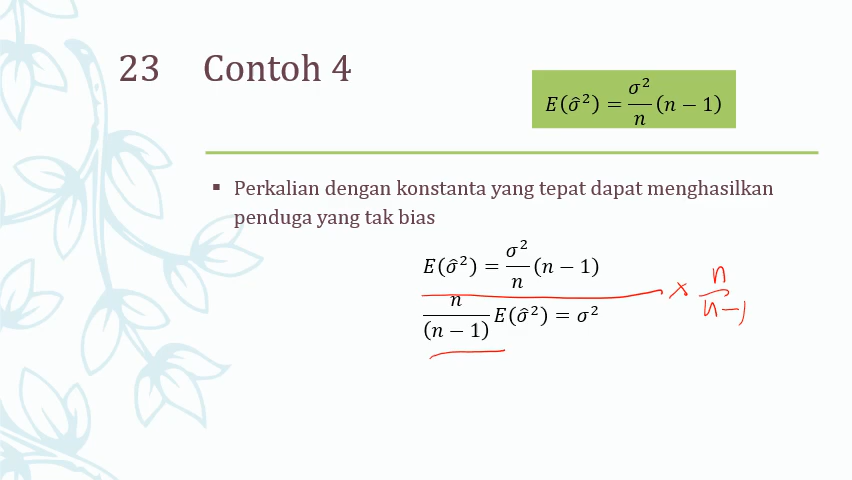 23 Contoh 4
E(σ̂²) = σ²/n (n − 1)
▪ Perkalian dengan konstanta yang tepat dapat menghasilkan
penduga yang tak bias
E(σ̂²) = σ²/n (n − 1) × n/n−1
n/(n − 1) E(σ̂²) = σ²